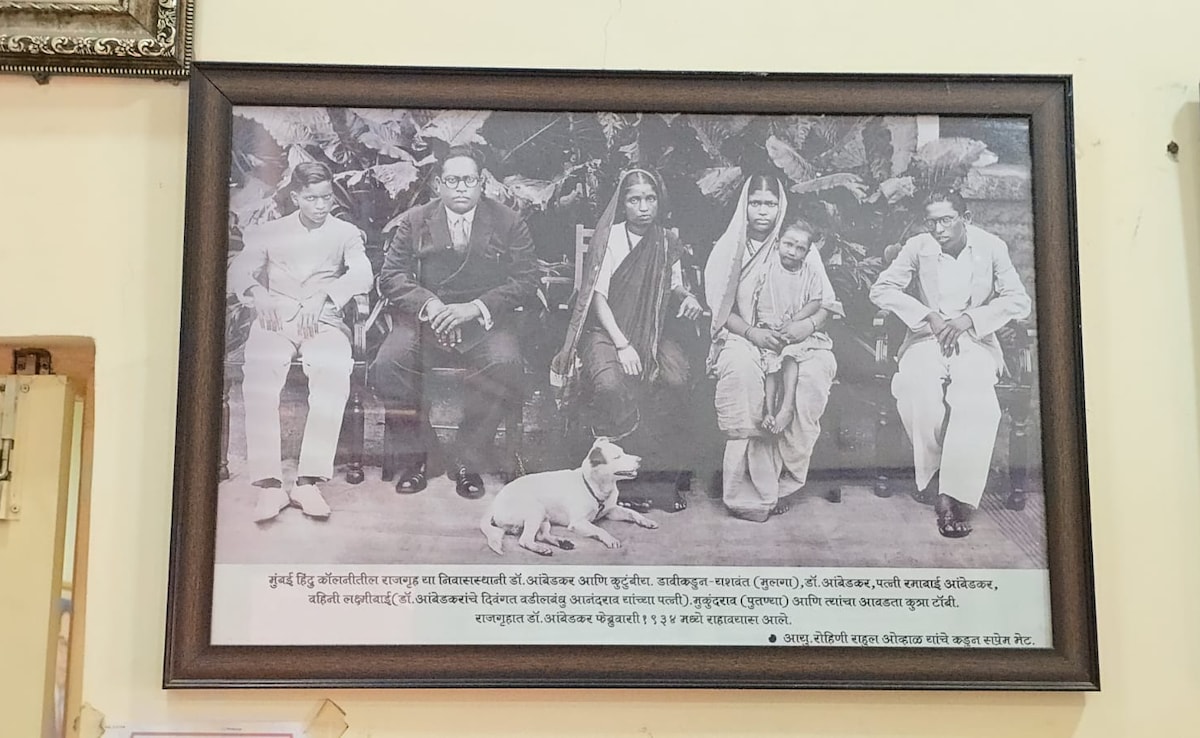 मुंबई हिंदु कॉलनीतील राजगृह या निवासस्थानी डॉ.आंबेडकर आणि कुटुंबीय. डावीकडुन-यशवंत (मुलगा),डॉ.आंबेडकर,पत्नी रमाबाई आंबेडकर,
वहिनी लक्ष्मीबाई(डॉ.आंबेडकरांचे दिवंगत वडीलबंधु आनंदराव यांच्या पत्नी).मुकुंदराव (पुतण्या) आणि त्यांचा आवडता कुत्रा टॉबी.
राजगृहात डॉ.आंबेडकर फेब्रुवारी १९३४ मध्ये राहावयास आले.
● आयु.रोहिणी राहुल ओव्हाळ यांचे कडुन सप्रेम भेट.